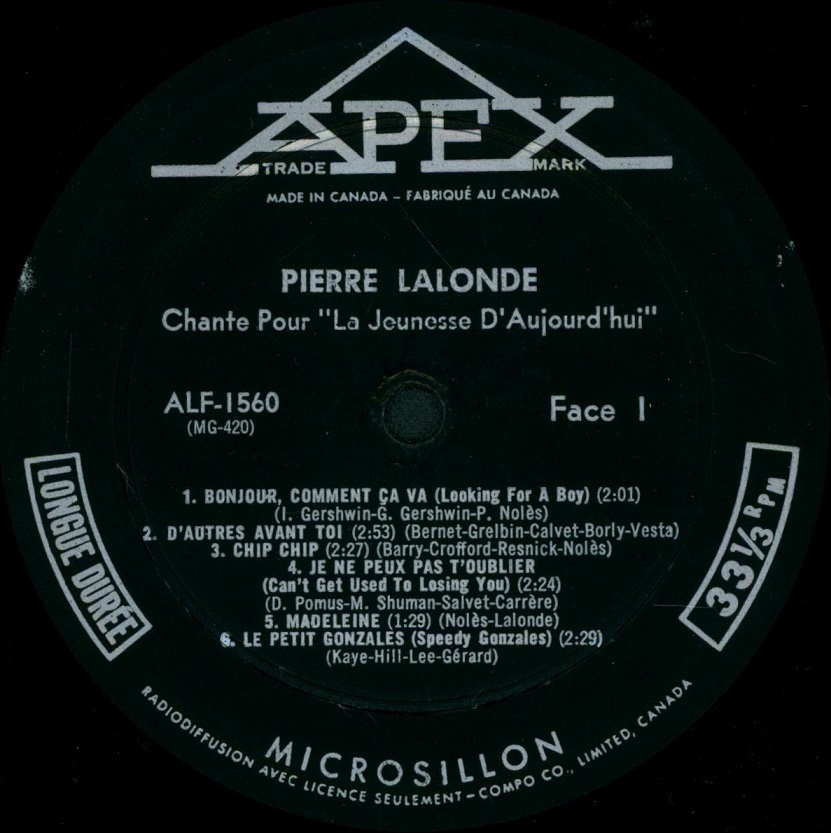 APEX
TRADE MARK
MADE IN CANADA – FABRIQUÉ AU CANADA
PIERRE LALONDE
Chante Pour "La Jeunesse D'Aujourd'hui"
ALF-1560
(MG-420)
Face 1
LONGUE DURÉE
33 1/3 RPM
1. BONJOUR, COMMENT ÇA VA (Looking For A Boy) (2:01)
(I. Gershwin-G. Gershwin-P. Nolès)
2. D'AUTRES AVANT TOI (2:53) (Bernet-Grelbin-Calvet-Borly-Vesta)
3. CHIP CHIP (2:27) (Barry-Crofford-Resnick-Nolès)
4. JE NE PEUX PAS T'OUBLIER
(Can't Get Used To Losing You) (2:24)
(D. Pomus-M. Shuman-Salvet-Carrère)
5. MADELEINE (1:29) (Nolès-Lalonde)
6. LE PETIT GONZALES (Speedy Gonzales) (2:29)
(Kaye-Hill-Lee-Gérard)
MICROSILLON
RADIODIFFUSION AVEC LICENCE SEULEMENT – COMPO CO., LIMITED, CANADA